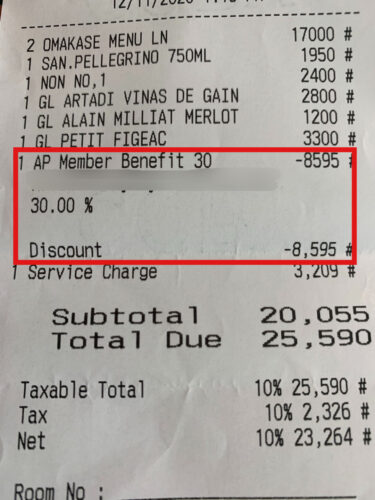 2 OMAKASE MENU LN 17000 #
1 SAN.PELLEGRINO 750ML 1950 #
1 NON NO,1 2400 #
1 GL ARTADI VINAS DE GAIN 2800 #
1 GL ALAIN MILLIAT MERLOT 1200 #
1 GL PETIT FIGEAC 3300 #
1 AP Member Benefit 30 -8595 #
30.00 %
Discount -8,595 #
1 Service Charge 3,209 #
Subtotal 20,055
Total Due 25,590
Taxable Total 10% 25,590 #
Tax 10% 2,326 #
Net 10% 23,264 #
Room No :